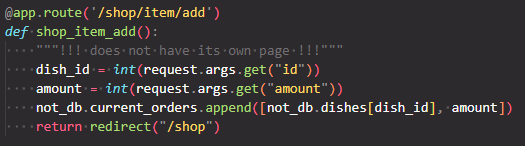 @app.route('/shop/item/add')
def shop_item_add():
    """!!! does not have its own page !!!"""
    dish_id = int(request.args.get("id"))
    amount = int(request.args.get("amount"))
    not_db.current_orders.append([not_db.dishes[dish_id], amount])
    return redirect("/shop")